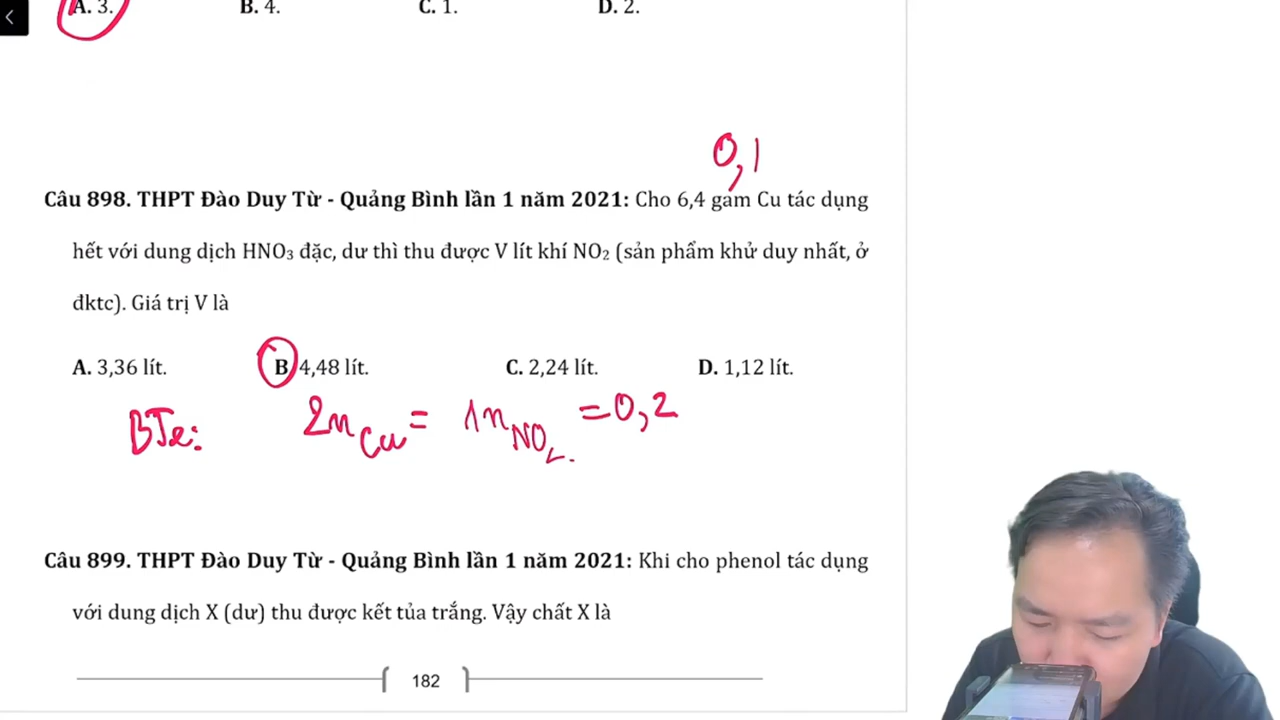 A. 3. B. 4. C. 1. D. 2.
0,1
Câu 898. THPT Đào Duy Từ - Quảng Bình lần 1 năm 2021: Cho 6,4 gam Cu tác dụng
hết với dung dịch HNO₃ đặc, dư thì thu được V lít khí NO₂ (sản phẩm khử duy nhất, ở
đktc). Giá trị V là
A. 3,36 lít. B. 4,48 lít. C. 2,24 lít. D. 1,12 lít.
BTe: 2n Cu = 1n NO₂ = 0,2
Câu 899. THPT Đào Duy Từ - Quảng Bình lần 1 năm 2021: Khi cho phenol tác dụng
với dung dịch X (dư) thu được kết tủa trắng. Vậy chất X là
182